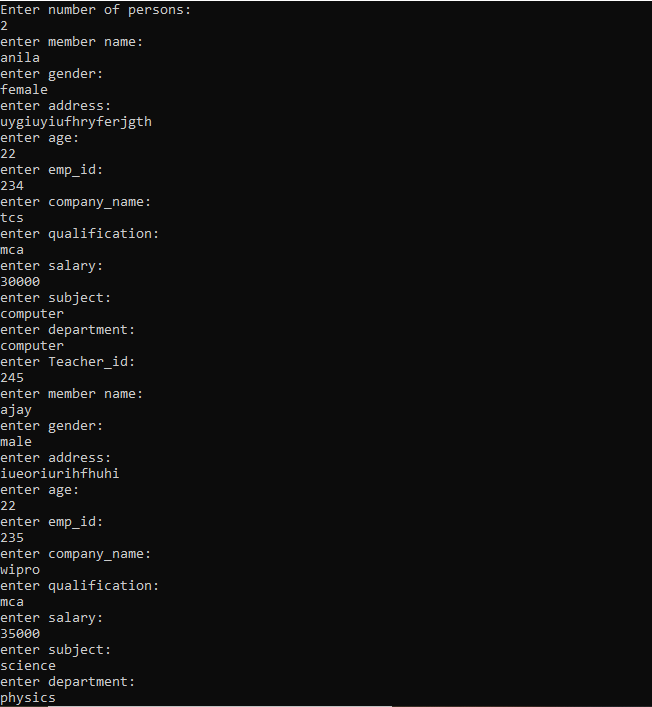 Enter number of persons:
2
enter member name:
anila
enter gender:
female
enter address:
uygiuyiufhryferjgth
enter age:
22
enter emp_id:
234
enter company_name:
tcs
enter qualification:
mca
enter salary:
30000
enter subject:
computer
enter department:
computer
enter Teacher_id:
245
enter member name:
ajay
enter gender:
male
enter address:
iueoriurihfhuhi
enter age:
22
enter emp_id:
235
enter company_name:
wipro
enter qualification:
mca
enter salary:
35000
enter subject:
science
enter department:
physics